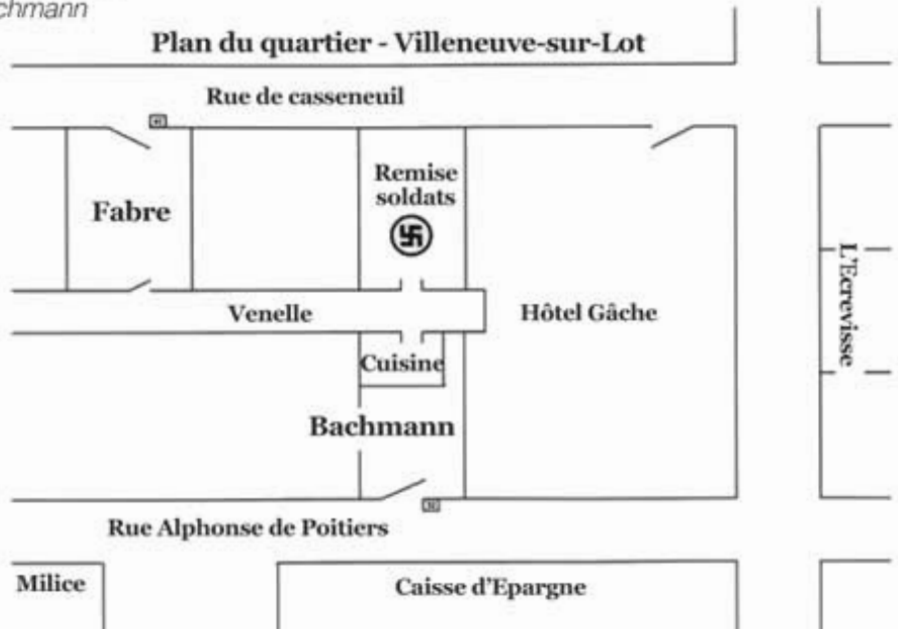 chmann
Plan du quartier - Villeneuve-sur-Lot
Rue de casseneuil
Remise
soldats
Fabre
L'Ecrevisse
Venelle
Hôtel Gâche
Cuisine
Bachmann
Rue Alphonse de Poitiers
Milice
Caisse d'Epargne